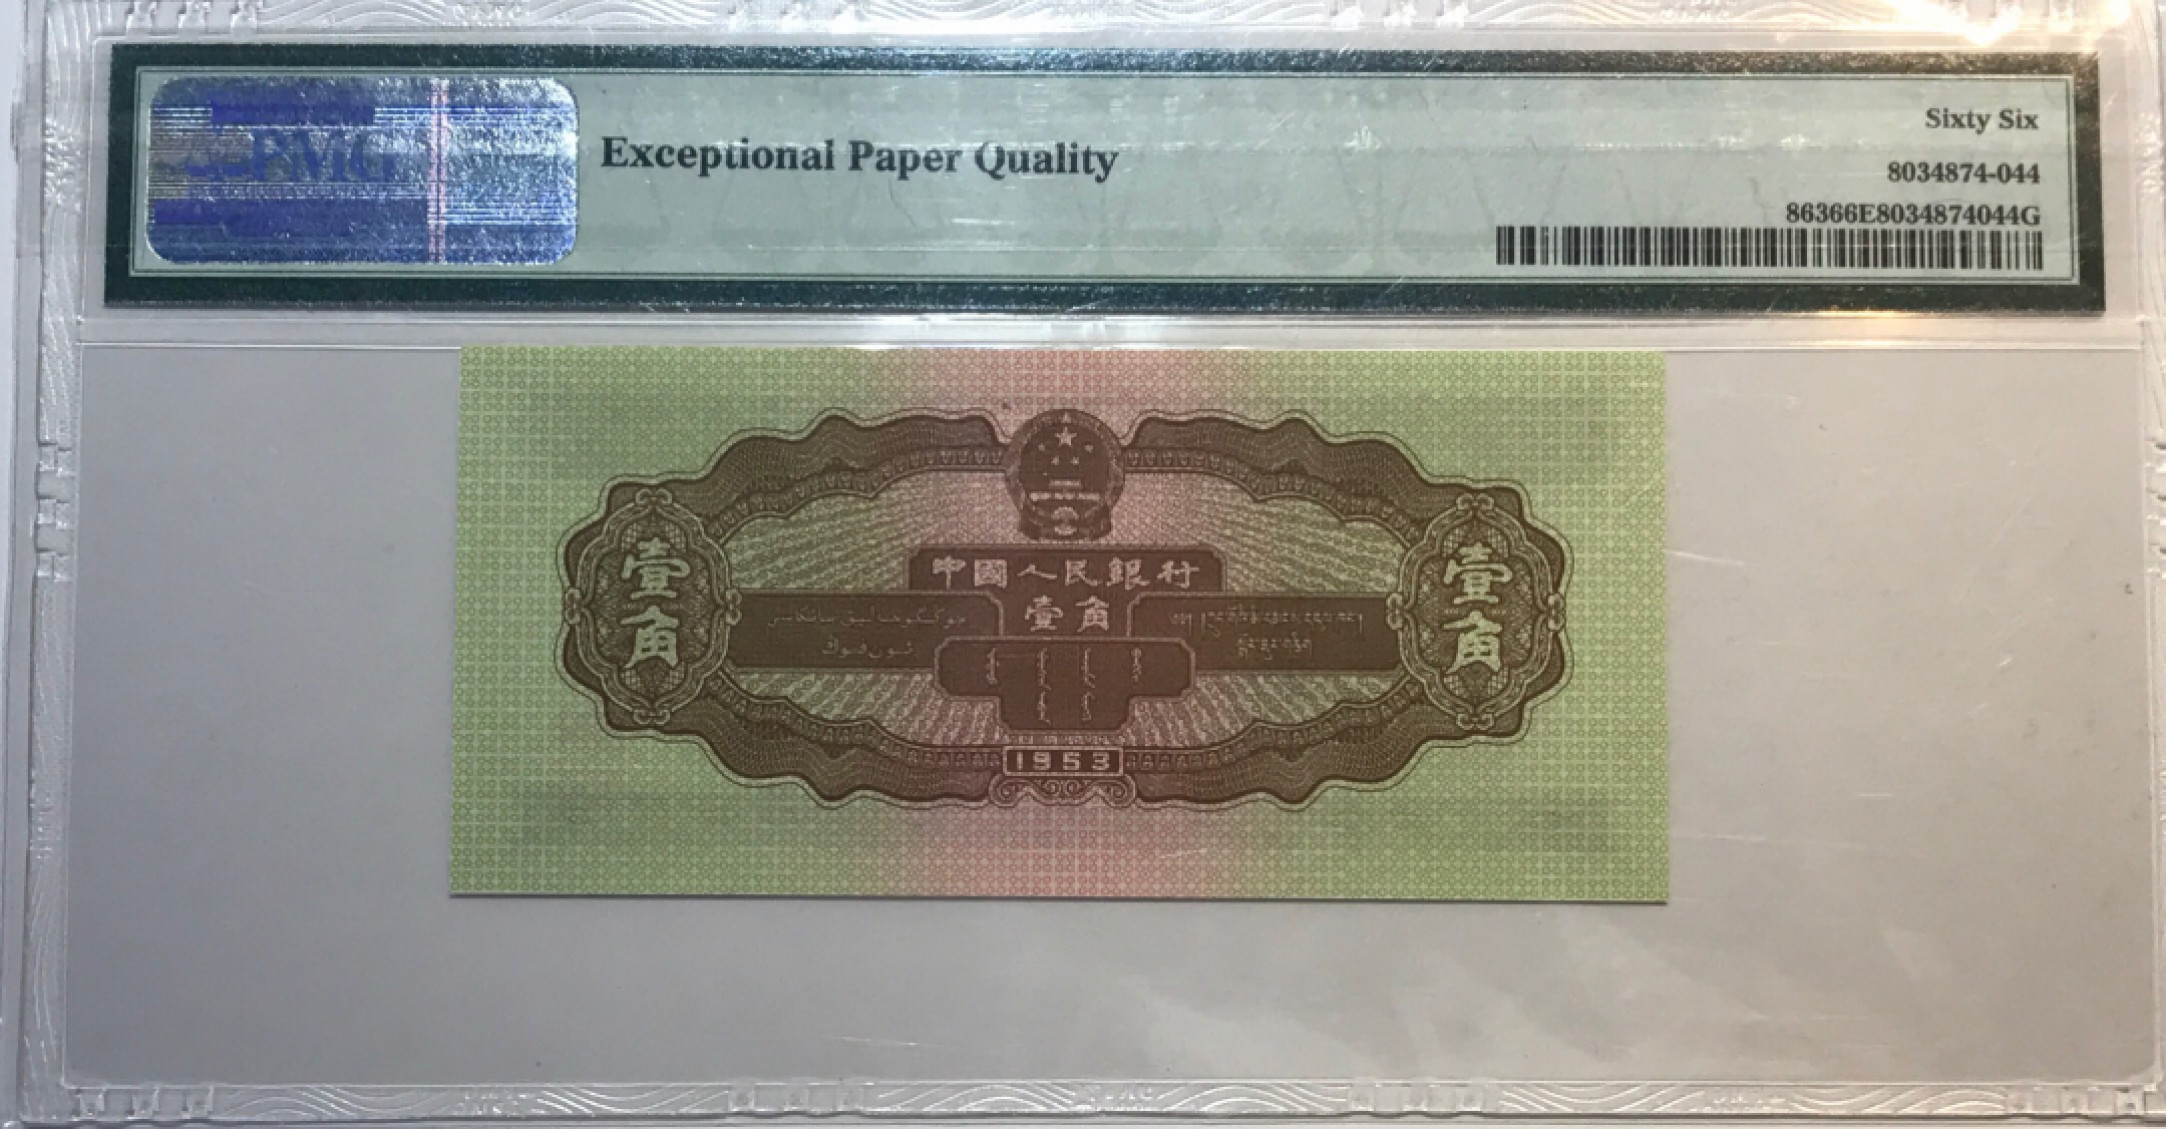 PMG
Exceptional Paper Quality
Sixty Six
8034874-044
86366E8034874044G
中國人民銀行
壹角
壹角
壹角
1953